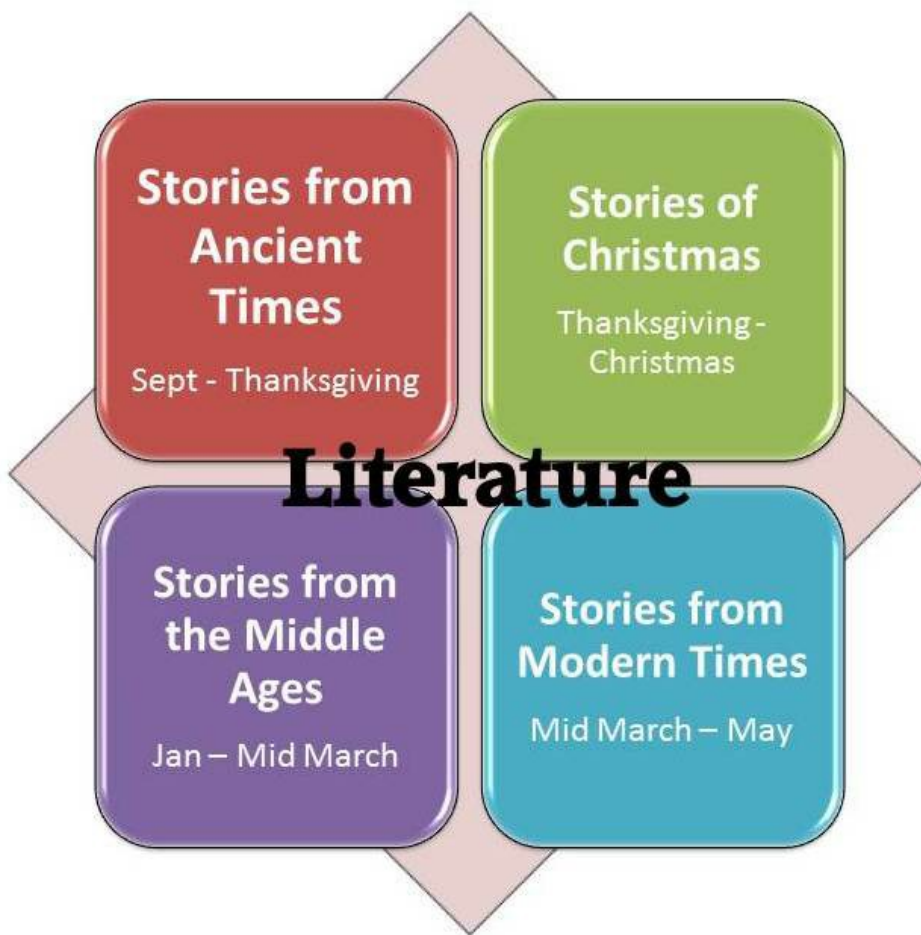 Stories from
Ancient
Times
Sept - Thanksgiving
Stories of
Christmas
Thanksgiving -
Christmas
Literature
Stories from
the Middle
Ages
Jan – Mid March
Stories from
Modern Times
Mid March – May